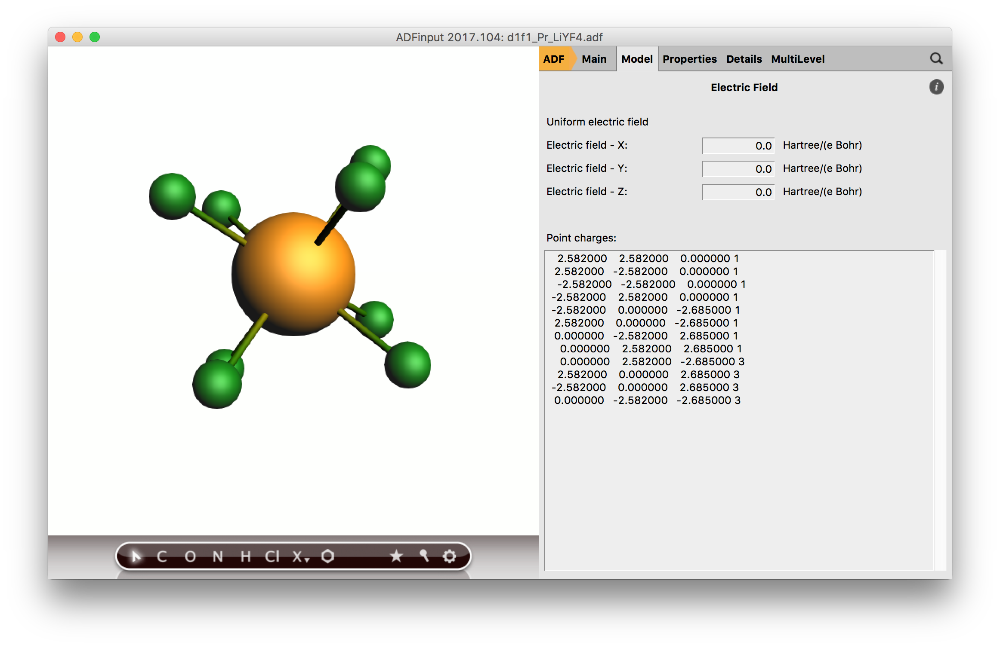 ADFinput 2017.104: d1f1_Pr_LiYF4.adf
ADF Main Model Properties Details MultiLevel
Electric Field
i
Uniform electric field
Electric field - X: 0.0 Hartree/(e Bohr)
Electric field - Y: 0.0 Hartree/(e Bohr)
Electric field - Z: 0.0 Hartree/(e Bohr)
Point charges:
2.582000 2.582000 0.000000 1
2.582000 -2.582000 0.000000 1
-2.582000 -2.582000 0.000000 1
-2.582000 2.582000 0.000000 1
-2.582000 0.000000 -2.685000 1
2.582000 0.000000 -2.685000 1
0.000000 -2.582000 2.685000 1
0.000000 2.582000 2.685000 1
0.000000 2.582000 -2.685000 3
2.582000 0.000000 2.685000 3
-2.582000 0.000000 2.685000 3
0.000000 -2.582000 -2.685000 3
C O N H Cl X